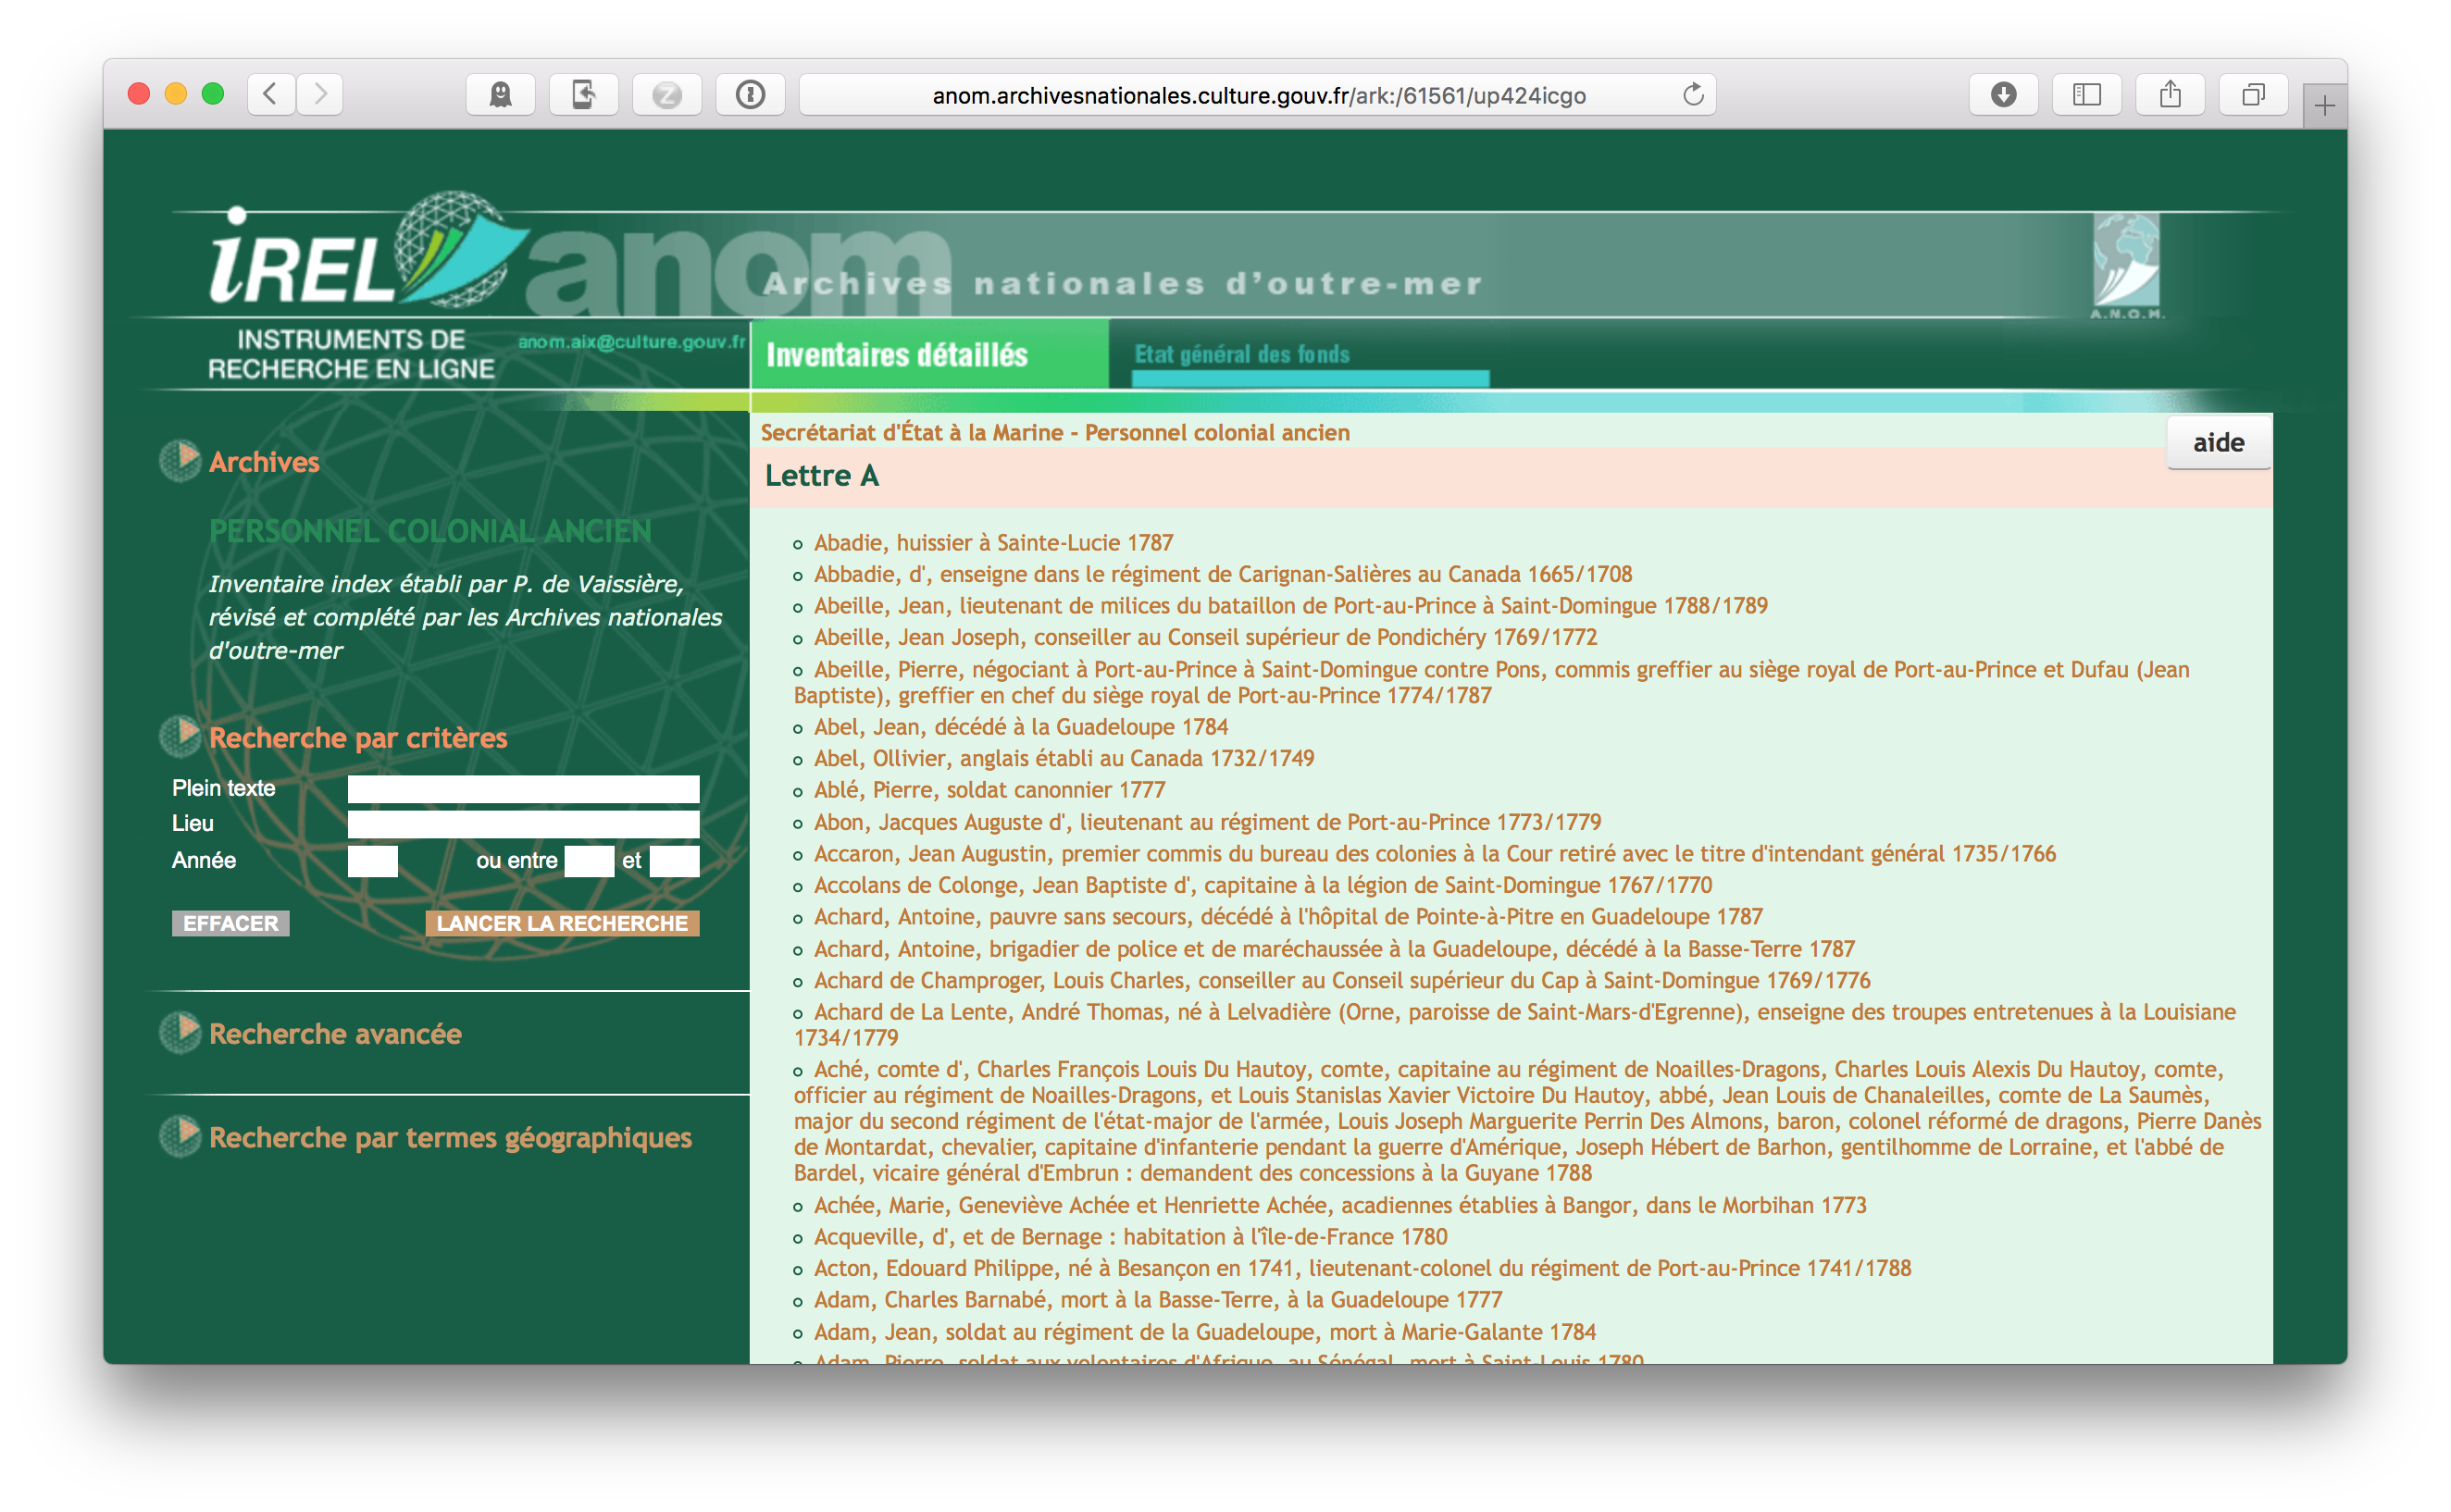 anom.archivesnationales.culture.gouv.fr/ark:/61561/up424icgo
iREL
anom
Archives nationales d'outre-mer
A.N.O.M.
INSTRUMENTS DE
RECHERCHE EN LIGNE
anom.aix@culture.gouv.fr
Inventaires détaillés
Etat général des fonds
Archives
PERSONNEL COLONIAL ANCIEN
Inventaire index établi par P. de Vaissière,
révisé et complété par les Archives nationales
d'outre-mer
Recherche par critères
Plein texte
Lieu
Année ou entre et
EFFACER LANCER LA RECHERCHE
Recherche avancée
Recherche par termes géographiques
Secrétariat d'État à la Marine - Personnel colonial ancien
aide
Lettre A
Abadie, huissier à Sainte-Lucie 1787
Abbadie, d', enseigne dans le régiment de Carignan-Salières au Canada 1665/1708
Abeille, Jean, lieutenant de milices du bataillon de Port-au-Prince à Saint-Domingue 1788/1789
Abeille, Jean Joseph, conseiller au Conseil supérieur de Pondichéry 1769/1772
Abeille, Pierre, négociant à Port-au-Prince à Saint-Domingue contre Pons, commis greffier au siège royal de Port-au-Prince et Dufau (Jean
Baptiste), greffier en chef du siège royal de Port-au-Prince 1774/1787
Abel, Jean, décédé à la Guadeloupe 1784
Abel, Ollivier, anglais établi au Canada 1732/1749
Ablé, Pierre, soldat canonnier 1777
Abon, Jacques Auguste d', lieutenant au régiment de Port-au-Prince 1773/1779
Accaron, Jean Augustin, premier commis du bureau des colonies à la Cour retiré avec le titre d'intendant général 1735/1766
Accolans de Colonge, Jean Baptiste d', capitaine à la légion de Saint-Domingue 1767/1770
Achard, Antoine, pauvre sans secours, décédé à l'hôpital de Pointe-à-Pitre en Guadeloupe 1787
Achard, Antoine, brigadier de police et de maréchaussée à la Guadeloupe, décédé à la Basse-Terre 1787
Achard de Champroger, Louis Charles, conseiller au Conseil supérieur du Cap à Saint-Domingue 1769/1776
Achard de La Lente, André Thomas, né à Lelvadière (Orne, paroisse de Saint-Mars-d'Egrenne), enseigne des troupes entretenues à la Louisiane
1734/1779
Aché, comte d', Charles François Louis Du Hautoy, comte, capitaine au régiment de Noailles-Dragons, Charles Louis Alexis Du Hautoy, comte,
officier au régiment de Noailles-Dragons, et Louis Stanislas Xavier Victoire Du Hautoy, abbé, Jean Louis de Chanaleilles, comte de La Saumès,
major du second régiment de l'état-major de l'armée, Louis Joseph Marguerite Perrin Des Almons, baron, colonel réformé de dragons, Pierre Danès
de Montardat, chevalier, capitaine d'infanterie pendant la guerre d'Amérique, Joseph Hébert de Barhon, gentilhomme de Lorraine, et l'abbé de
Bardel, vicaire général d'Embrun : demandent des concessions à la Guyane 1788
Achée, Marie, Geneviève Achée et Henriette Achée, acadiennes établies à Bangor, dans le Morbihan 1773
Acqueville, d', et de Bernage : habitation à l'île-de-France 1780
Acton, Edouard Philippe, né à Besançon en 1741, lieutenant-colonel du régiment de Port-au-Prince 1741/1788
Adam, Charles Barnabé, mort à la Basse-Terre, à la Guadeloupe 1777
Adam, Jean, soldat au régiment de la Guadeloupe, mort à Marie-Galante 1784
Adam, Pierre, soldat aux volontaires d'Afrique, au Sénégal, mort à Saint-Louis 1780